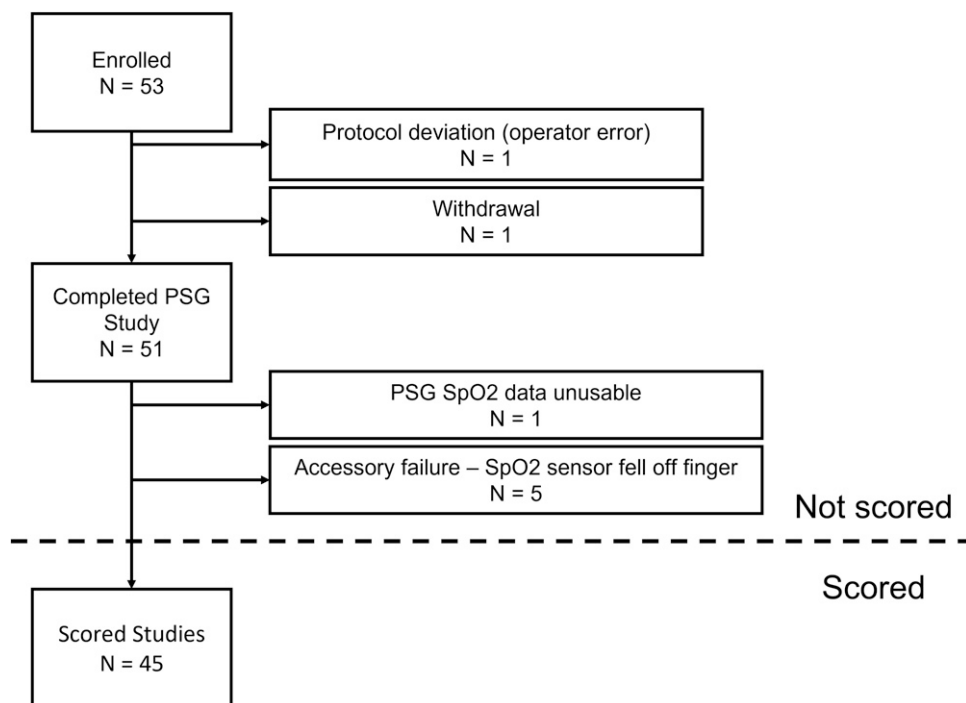 Enrolled
N = 53
Protocol deviation (operator error)
N = 1
Withdrawal
N = 1
Completed PSG
Study
N = 51
PSG SpO2 data unusable
N = 1
Accessory failure – SpO2 sensor fell off finger
N = 5
Not scored
Scored
Scored Studies
N = 45